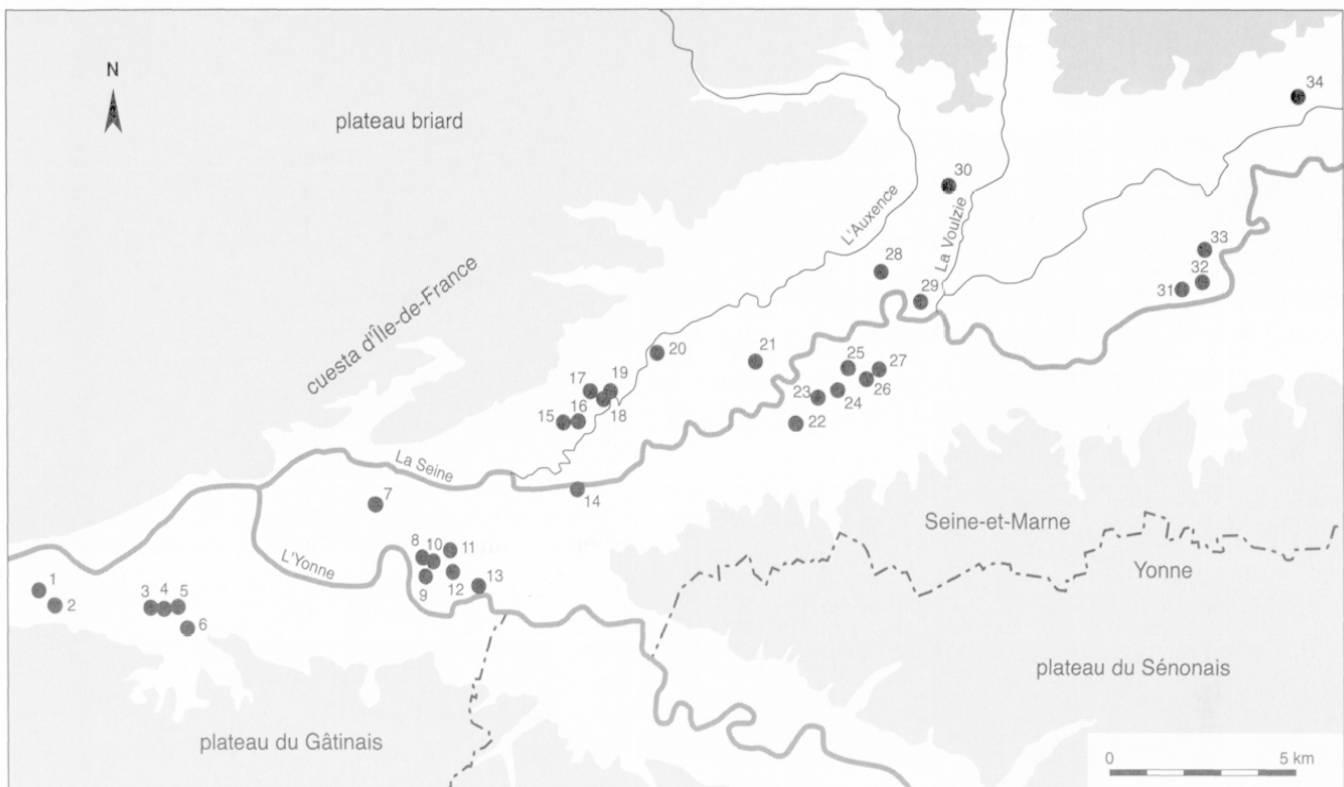 N
plateau briard
34
30
L'Auxence
La Voulzie
28
33
cuesta d'Île-de-France
29
32
31
20
21
25
27
17
19
26
18
23
24
15
16
22
La Seine
7
14
Seine-et-Marne
8
10
11
L'Yonne
Yonne
1
12
13
9
2
3
4
5
6
plateau du Sénonais
plateau du Gâtinais
0
5 km